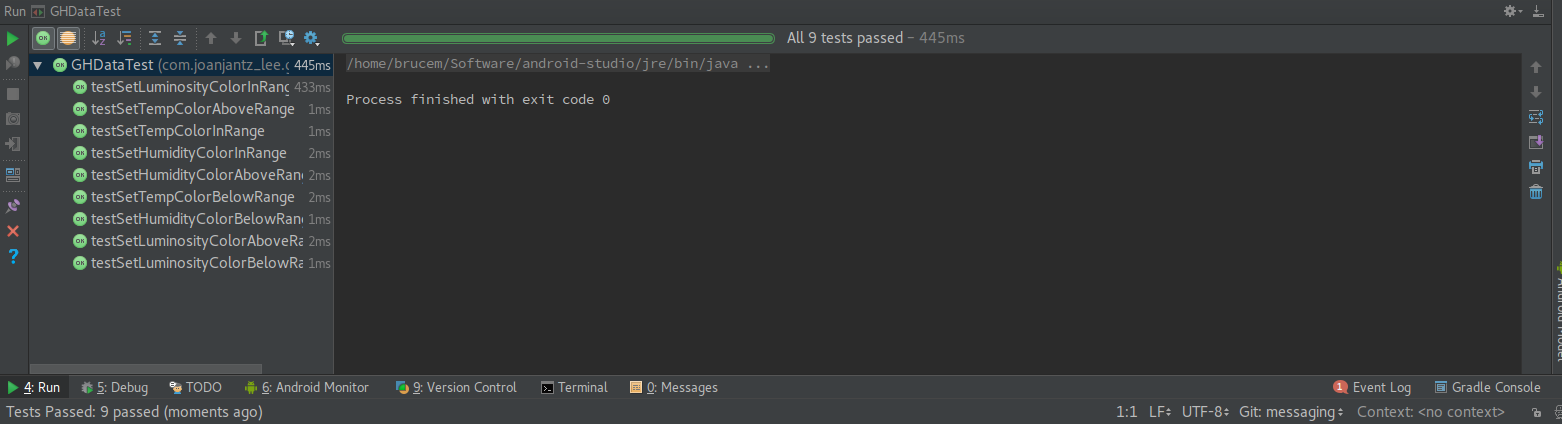 Run GHDataTest
All 9 tests passed – 445ms
GHDataTest (com.joanjantz_lee.g 445ms
/home/brucem/Software/android-studio/jre/bin/java ...
testSetLuminosityColorInRang 433ms
Process finished with exit code 0
testSetTempColorAboveRange 1ms
testSetTempColorInRange 1ms
testSetHumidityColorInRange 2ms
testSetHumidityColorAboveRang 2ms
testSetTempColorBelowRange 2ms
testSetHumidityColorBelowRang 1ms
testSetLuminosityColorAboveRa 2ms
testSetLuminosityColorBelowRa 1ms
Android Model
4: Run 5: Debug TODO 6: Android Monitor 9: Version Control Terminal 0: Messages 1 Event Log Gradle Console
Tests Passed: 9 passed (moments ago) 1:1 LF UTF-8 Git: messaging Context: <no context>